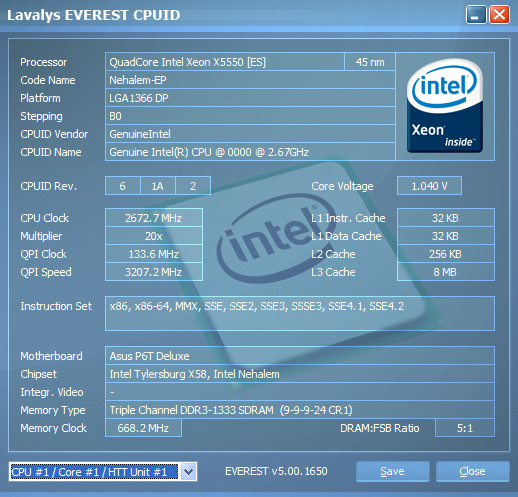 Lavalys EVEREST CPUID
Processor QuadCore Intel Xeon X5550 [ES] 45 nm
Code Name Nehalem-EP
Platform LGA1366 DP
Stepping B0
CPUID Vendor GenuineIntel
CPUID Name Genuine Intel(R) CPU @ 0000 @ 2.67GHz
intel
Xeon
inside™
CPUID Rev. 6 1A 2 Core Voltage 1.040 V
CPU Clock 2672.7 MHz L1 Instr. Cache 32 KB
Multiplier 20x L1 Data Cache 32 KB
QPI Clock 133.6 MHz L2 Cache 256 KB
QPI Speed 3207.2 MHz L3 Cache 8 MB
intel
Instruction Set x86, x86-64, MMX, SSE, SSE2, SSE3, SSSE3, SSE4.1, SSE4.2
Motherboard Asus P6T Deluxe
Chipset Intel Tylersburg X58, Intel Nehalem
Integr. Video -
Memory Type Triple Channel DDR3-1333 SDRAM (9-9-9-24 CR1)
Memory Clock 668.2 MHz DRAM:FSB Ratio 5:1
CPU #1 / Core #1 / HTT Unit #1 EVEREST v5.00.1650 Save Close